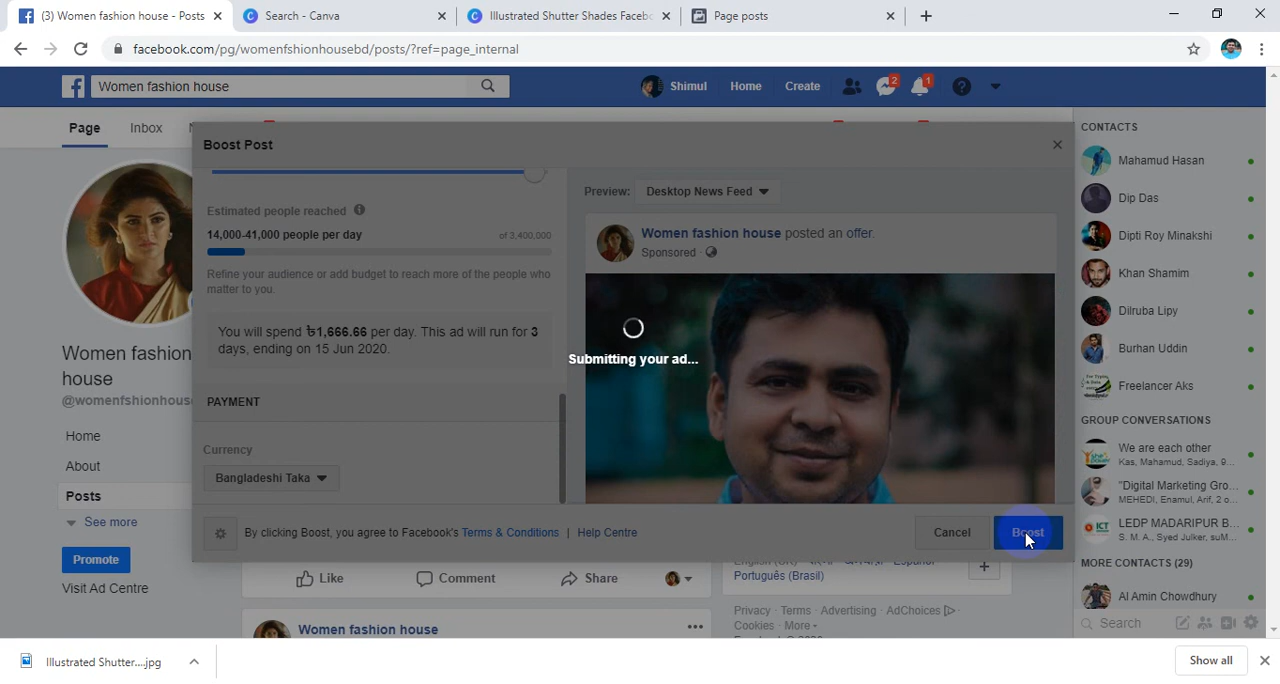 (3) Women fashion house - Posts
Search - Canva
Illustrated Shutter Shades Faceb
Page posts
facebook.com/pg/womenfshionhousebd/posts/?ref=page_internal
Women fashion house
Shimul
Home
Create
2
1
Page
Inbox
Boost Post
CONTACTS
Mahamud Hasan
Dip Das
Dipti Roy Minakshi
Khan Shamim
Dilruba Lipy
Burhan Uddin
Freelancer Aks
GROUP CONVERSATIONS
We are each other
Kas, Mahamud, Sadiya, 9...
"Digital Marketing Gro...
MEHEDI, Enamul, Arif, 2 o...
LEDP MADARIPUR B...
S. M. A., Syed Julker, suM...
MORE CONTACTS (29)
Al Amin Chowdhury
Search
Estimated people reached
14,000-41,000 people per day
of 3,400,000
Refine your audience or add budget to reach more of the people who
matter to you.
You will spend ৳1,666.66 per day. This ad will run for 3
days, ending on 15 Jun 2020.
PAYMENT
Currency
Bangladeshi Taka
Preview:
Desktop News Feed
Women fashion house posted an offer.
Sponsored
Submitting your ad...
By clicking Boost, you agree to Facebook's Terms & Conditions | Help Centre
Cancel
Boost
Women fashion
house
@womenfshionhous
Home
About
Posts
See more
Promote
Visit Ad Centre
Like
Comment
Share
Women fashion house
Português (Brasil)
Privacy · Terms · Advertising · AdChoices
Cookies · More
Illustrated Shutter....jpg
Show all